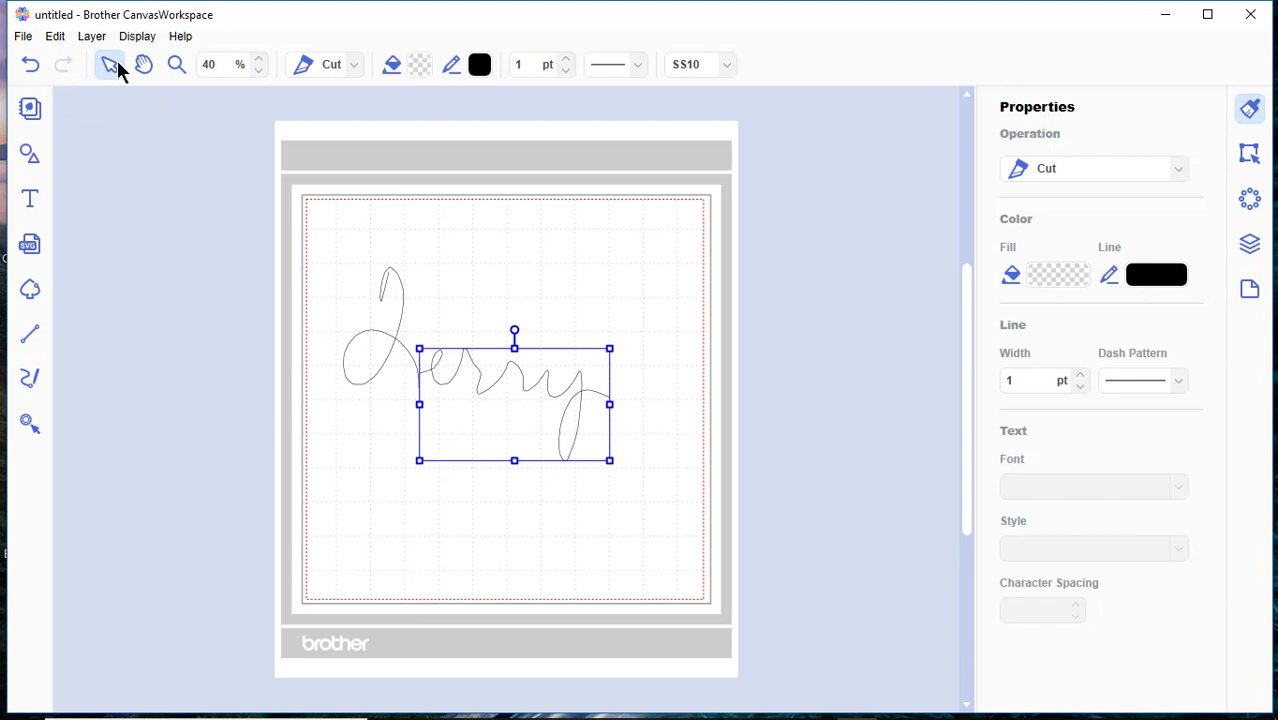 untitled - Brother CanvasWorkspace
File Edit Layer Display Help
40 % Cut 1 pt SS10
T
SVG
Jerry
brother
Properties
Operation
Cut
Color
Fill Line
Line
Width Dash Pattern
1 pt
Text
Font
Style
Character Spacing